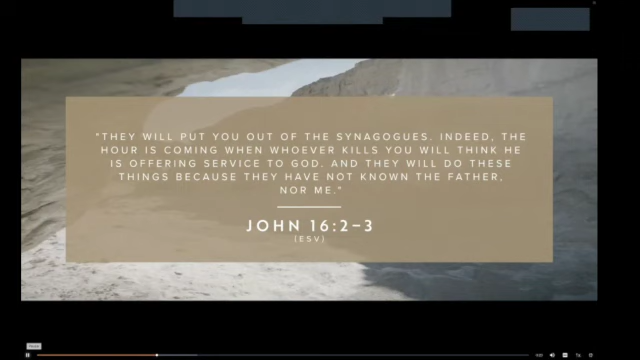 "THEY WILL PUT YOU OUT OF THE SYNAGOGUES. INDEED, THE
HOUR IS COMING WHEN WHOEVER KILLS YOU WILL THINK HE
IS OFFERING SERVICE TO GOD. AND THEY WILL DO THESE
THINGS BECAUSE THEY HAVE NOT KNOWN THE FATHER,
NOR ME."
JOHN 16:2–3
(ESV)